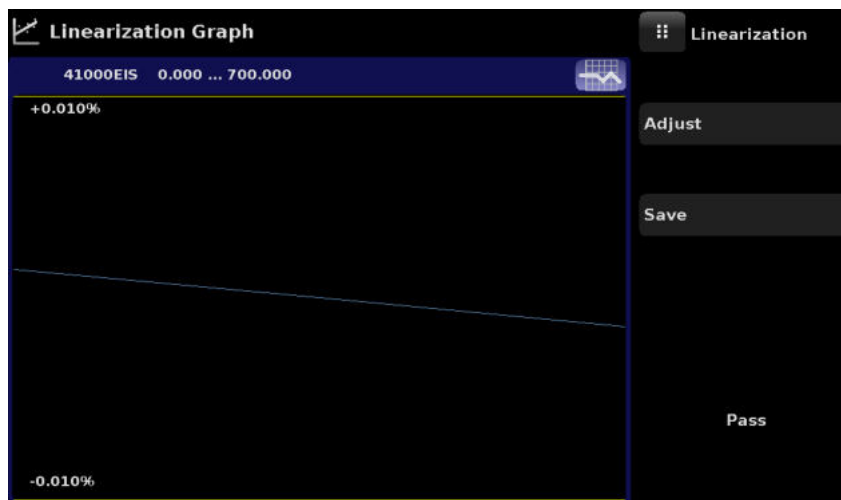 Linearization Graph
41000EIS 0.000 ... 700.000
+0.010%
-0.010%
Linearization
Adjust
Save
Pass